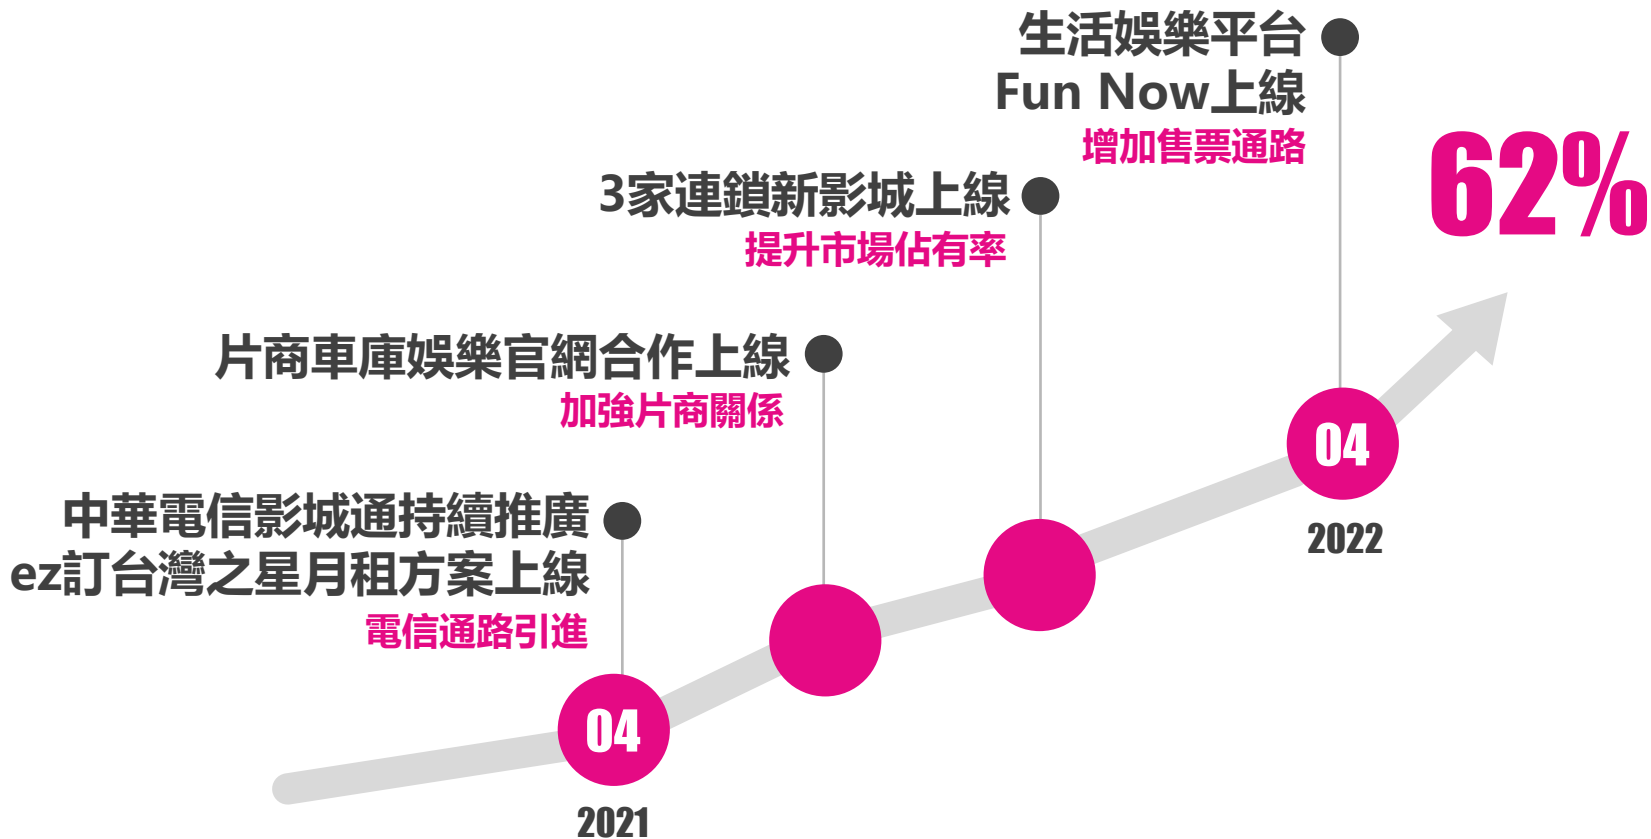 生活娛樂平台
Fun Now上線
增加售票通路
62%
3家連鎖新影城上線
提升市場佔有率
片商車庫娛樂官網合作上線
加強片商關係
04
2022
中華電信影城通持續推廣
ez訂台灣之星月租方案上線
電信通路引進
04
2021